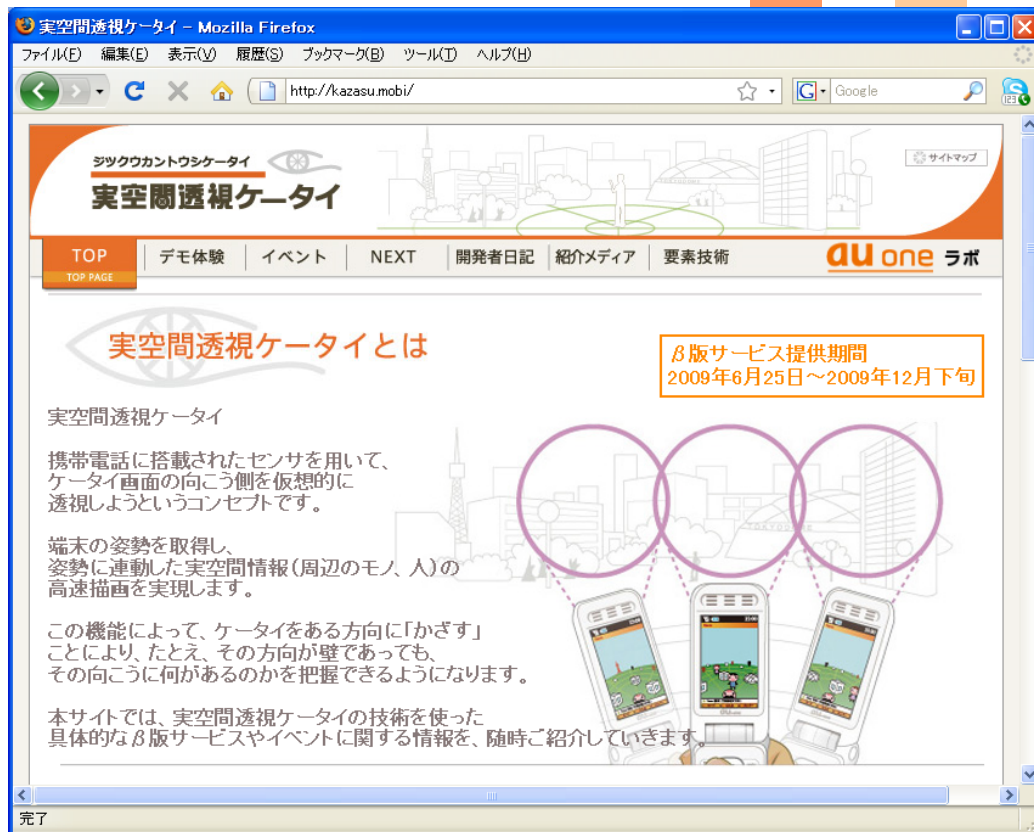 実空間透視ケータイ - Mozilla Firefox
ファイル(F) 編集(E) 表示(V) 履歴(S) ブックマーク(B) ツール(T) ヘルプ(H)
http://kazasu.mobi/
G Google
123
ジックウカントウシケータイ
実空間透視ケータイ
サイトマップ
TOP デモ体験 イベント NEXT 開発者日記 紹介メディア 要素技術 au one ラボ
TOP PAGE
実空間透視ケータイとは
β版サービス提供期間
2009年6月25日～2009年12月下旬
実空間透視ケータイ
携帯電話に搭載されたセンサを用いて、
ケータイ画面の向こう側を仮想的に
透視しようというコンセプトです。
端末の姿勢を取得し、
姿勢に連動した実空間情報(周辺のモノ、人)の
高速描画を実現します。
この機能によって、ケータイをある方向に「かざす」
ことにより、たとえ、その方向が壁であっても、
その向こうに何があるのかを把握できるようになります。
本サイトでは、実空間透視ケータイの技術を使った
具体的なβ版サービスやイベントに関する情報を、随時ご紹介していきます。
完了